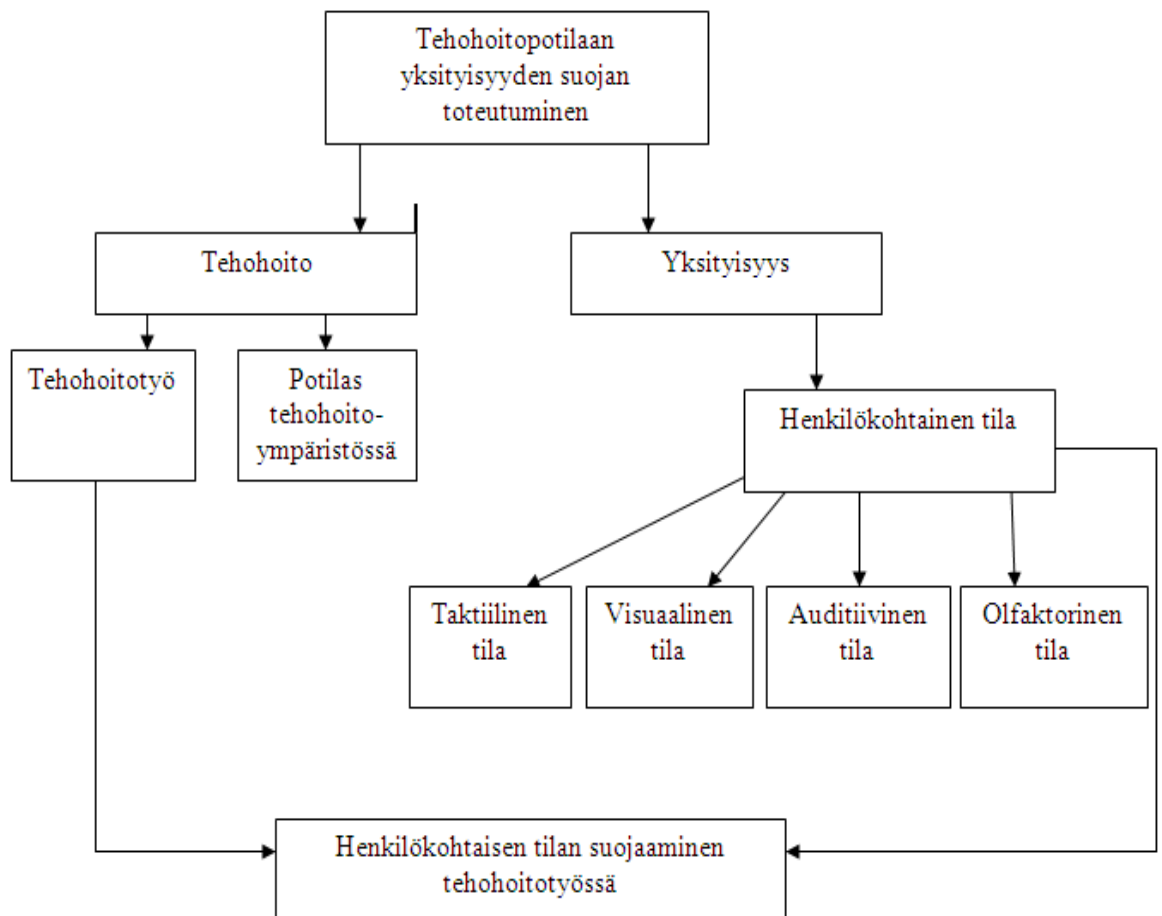 Tehohoitopotilaan
yksityisyyden suojan
toteutuminen
Tehohoito
Yksityisyys
Tehohoitotyö
Potilas
tehohoito-
ympäristössä
Henkilökohtainen tila
Taktiilinen
tila
Visuaalinen
tila
Auditiivinen
tila
Olfaktorinen
tila
Henkilökohtaisen tilan suojaaminen
tehohoitotyössä